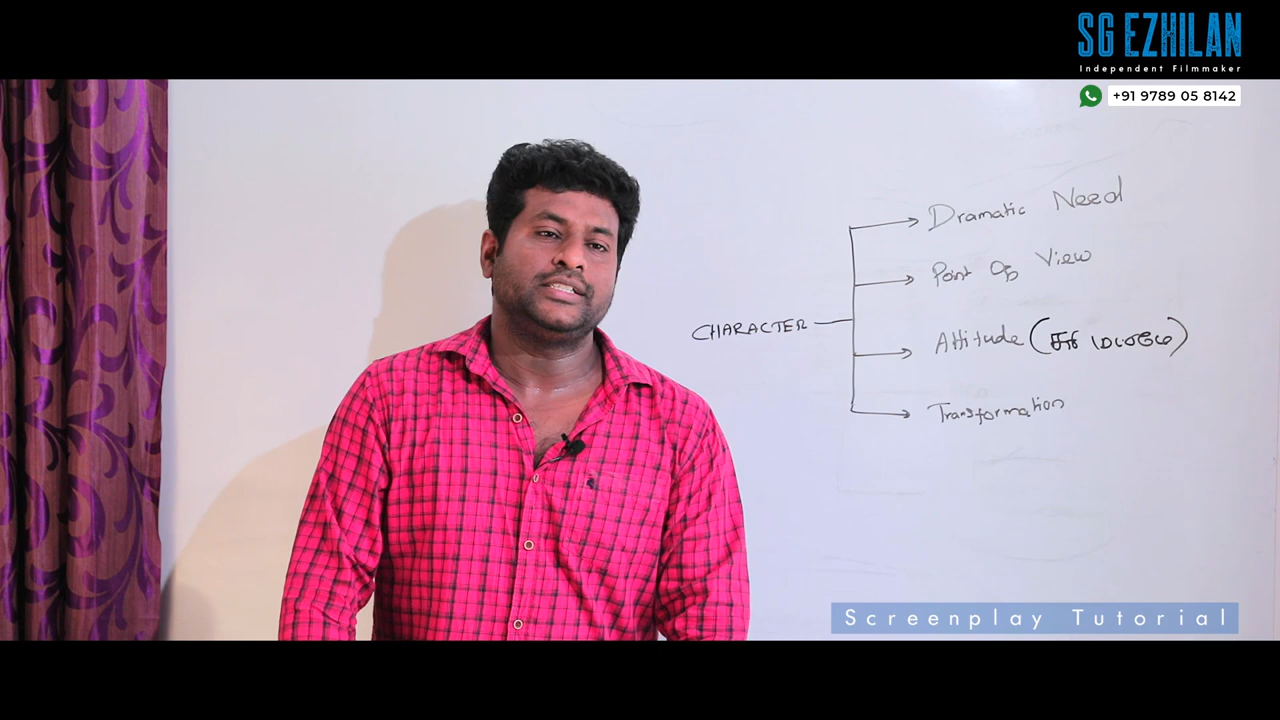 SG EZHILAN
Independent Filmmaker
+91 9789 05 8142
Dramatic Need
Point Of View
CHARACTER
Attitude (
Transformation
Screenplay Tutorial